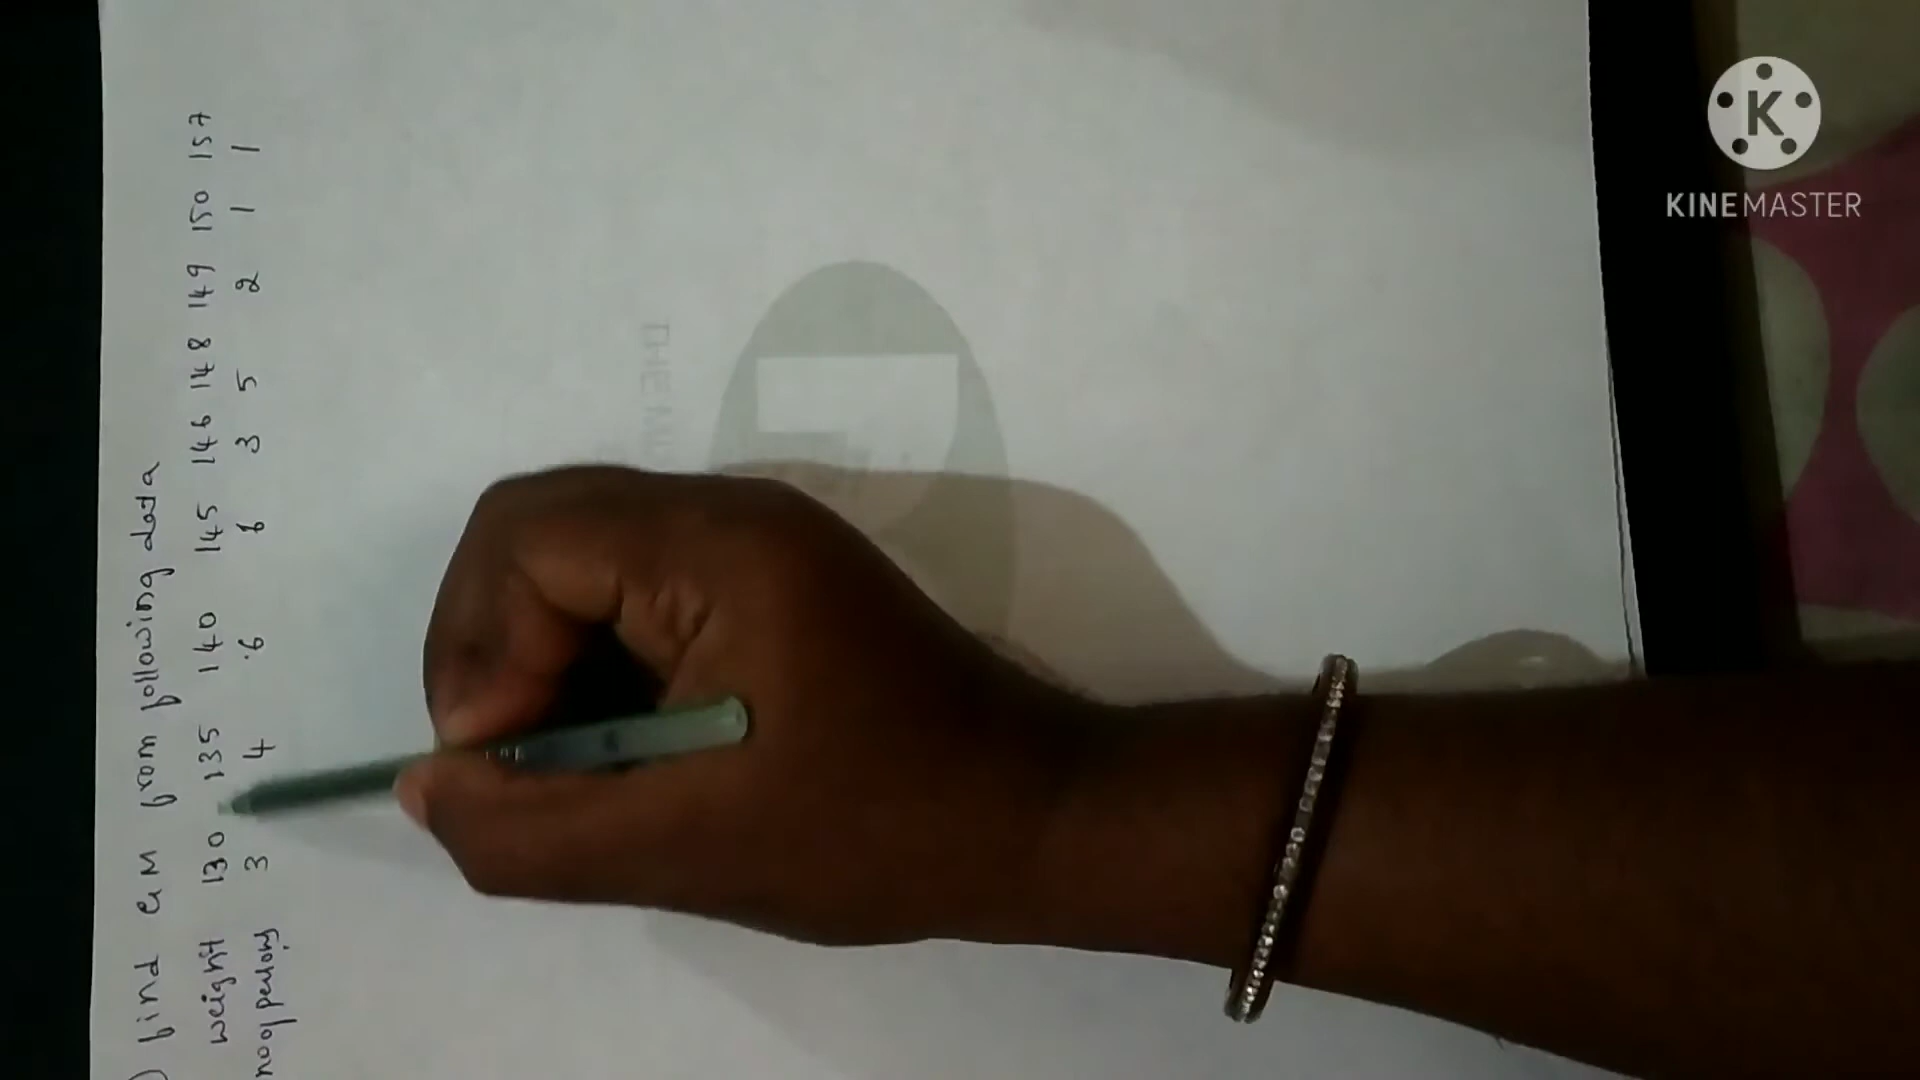 ) find GM from following data
weight 130 135 140 145 146 148 149 150 157
no of persons 3 4 6 6 3 5 2 1 1
K
KINEMASTER